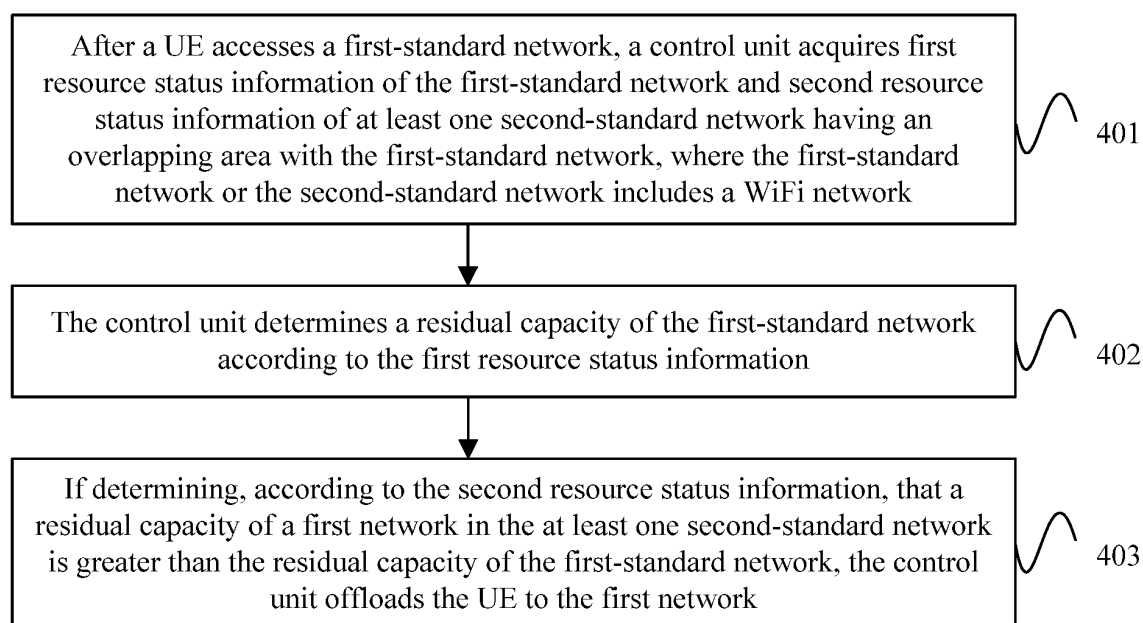 After a UE accesses a first-standard network, a control unit acquires first
resource status information of the first-standard network and second resource
status information of at least one second-standard network having an
overlapping area with the first-standard network, where the first-standard
network or the second-standard network includes a WiFi network
401
The control unit determines a residual capacity of the first-standard network
according to the first resource status information
402
If determining, according to the second resource status information, that a
residual capacity of a first network in the at least one second-standard network
is greater than the residual capacity of the first-standard network, the control
unit offloads the UE to the first network
403